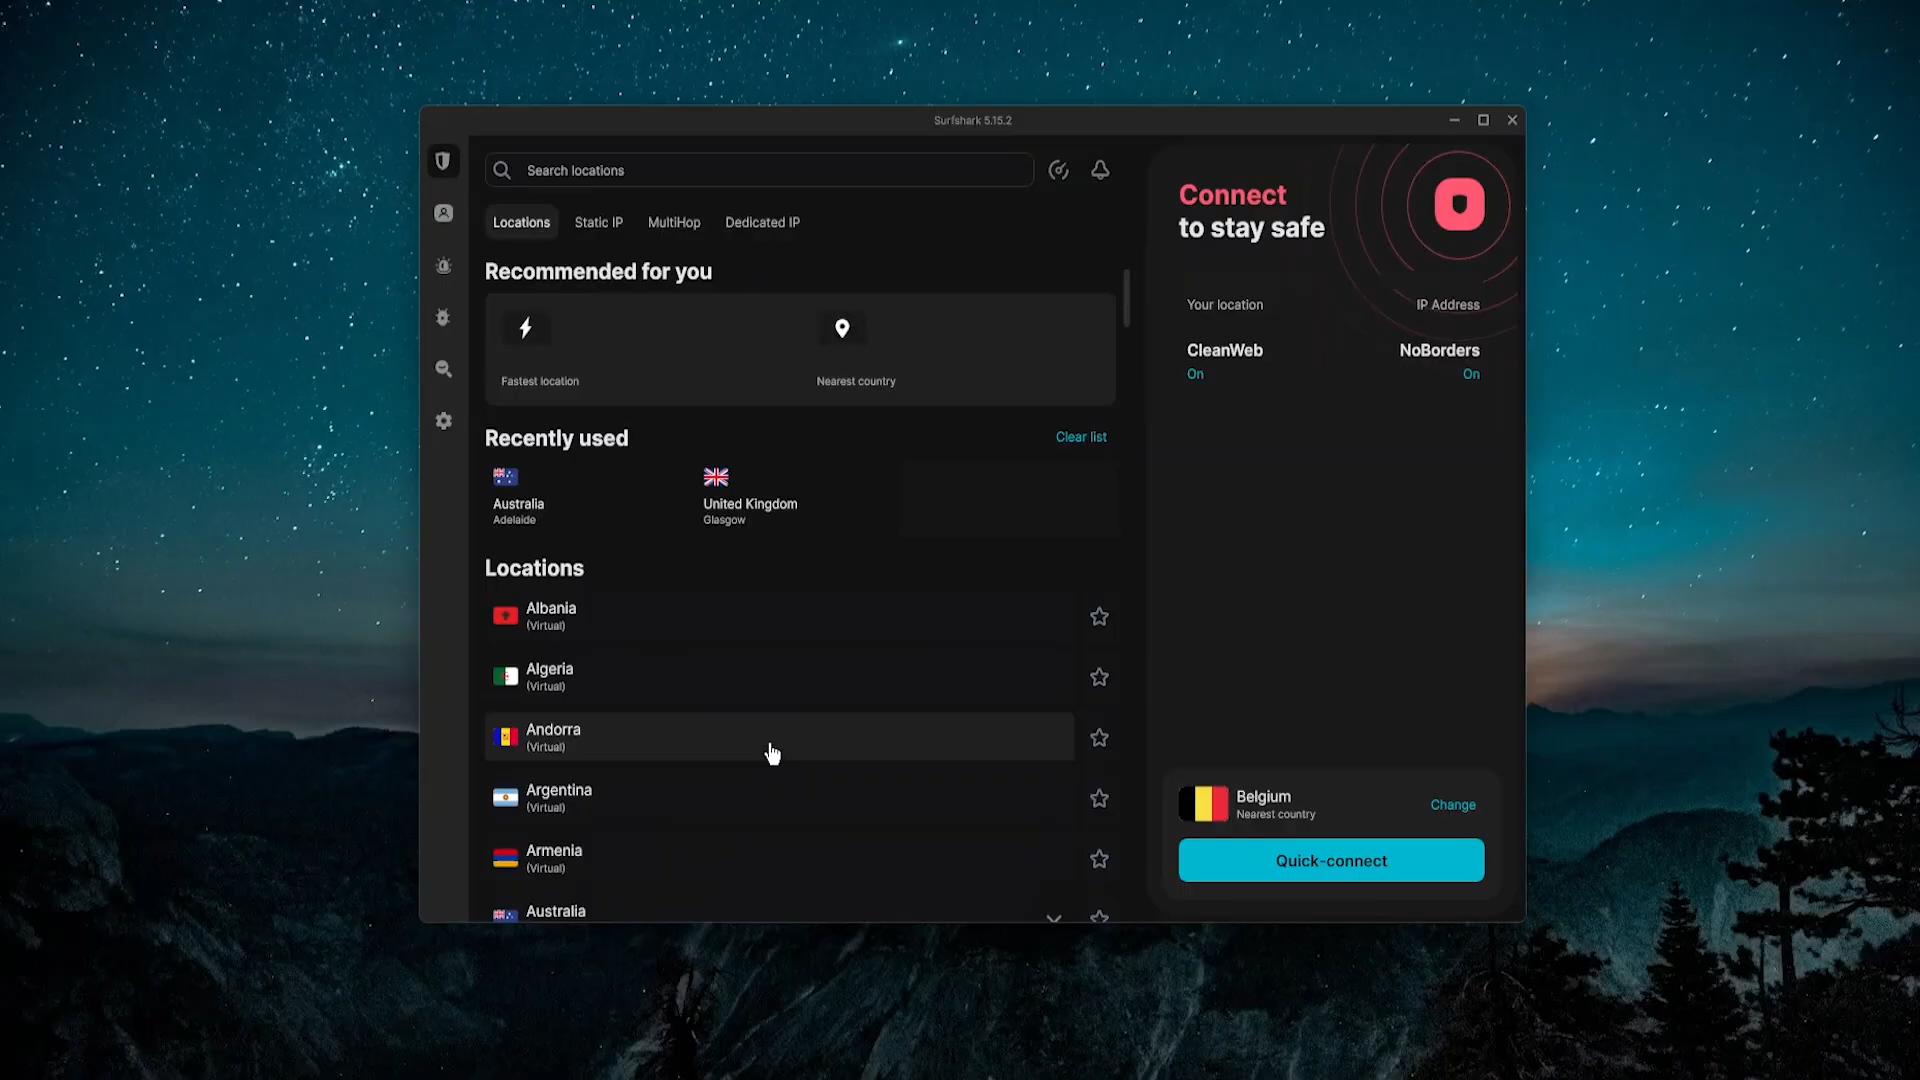 Surfshark 5.15.2
Search locations
Locations
Static IP
MultiHop
Dedicated IP
Recommended for you
Fastest location
Nearest country
Recently used
Clear list
Australia
Adelaide
United Kingdom
Glasgow
Locations
Albania
(Virtual)
Algeria
(Virtual)
Andorra
(Virtual)
Argentina
(Virtual)
Armenia
(Virtual)
Australia
Connect
to stay safe
Your location
IP Address
CleanWeb
On
NoBorders
On
Belgium
Nearest country
Change
Quick-connect